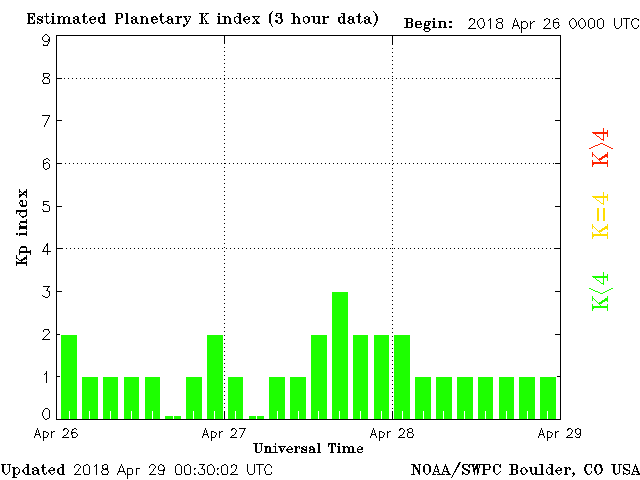 Estimated Planetary K index (3 hour data) Begin: 2018 Apr 26 0000 UTC
9
8
7
6
5
4
3
2
1
0
Kp index
K>4
K=4
K<4
Apr 26 Apr 27 Apr 28 Apr 29
Universal Time
Updated 2018 Apr 29 00:30:02 UTC NOAA/SWPC Boulder, CO USA